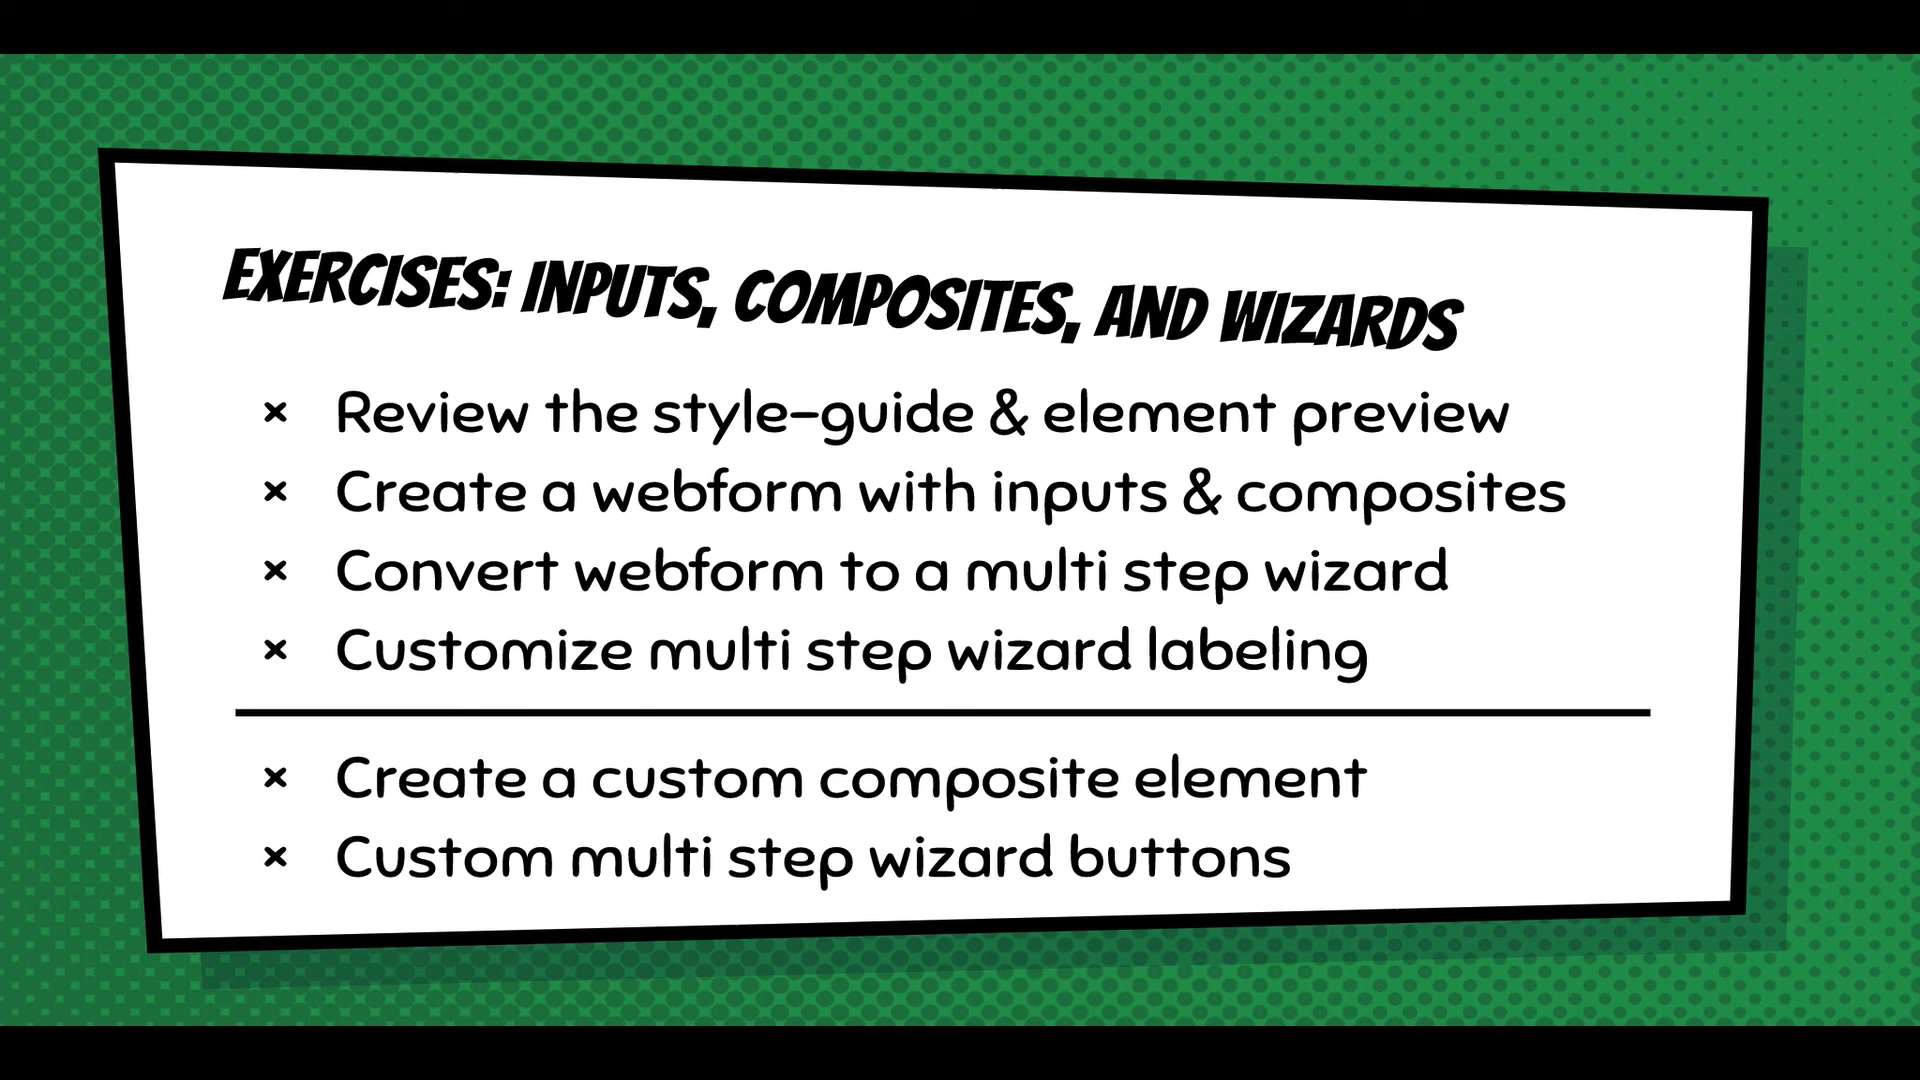 EXERCISES: INPUTS, COMPOSITES, AND WIZARDS
× Review the style-guide & element preview
× Create a webform with inputs & composites
× Convert webform to a multi step wizard
× Customize multi step wizard labeling
× Create a custom composite element
× Custom multi step wizard buttons